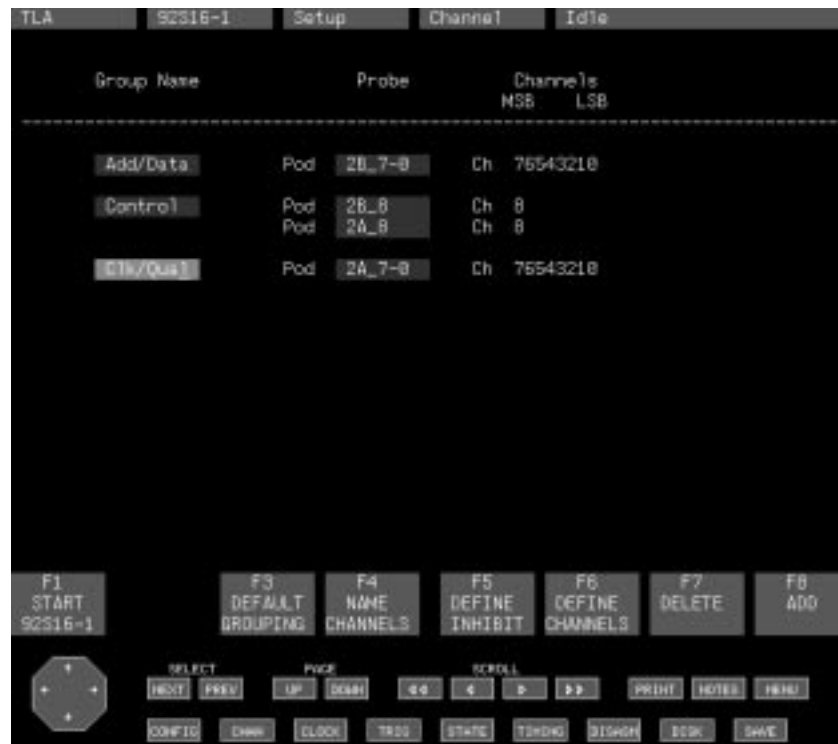 TLA 92S16-1 Setup Channel Idle
Group Name Probe Channels
MSB LSB
Add/Data Pod 2B_7-0 Ch 76543210
Control Pod 2B_8 Ch 8
Pod 2A_8 Ch 8
Clk/Qual Pod 2A_7-0 Ch 76543210
F1 F3 F4 F5 F6 F7 F8
START DEFAULT NAME DEFINE DEFINE DELETE ADD
92S16-1 GROUPING CHANNELS INHIBIT CHANNELS
SELECT PAGE SCROLL
NEXT PREV UP DOWN PRINT NOTES MENU
CONFIG CHAN CLOCK TRIG STATE TIMING DISASM DISK SAVE